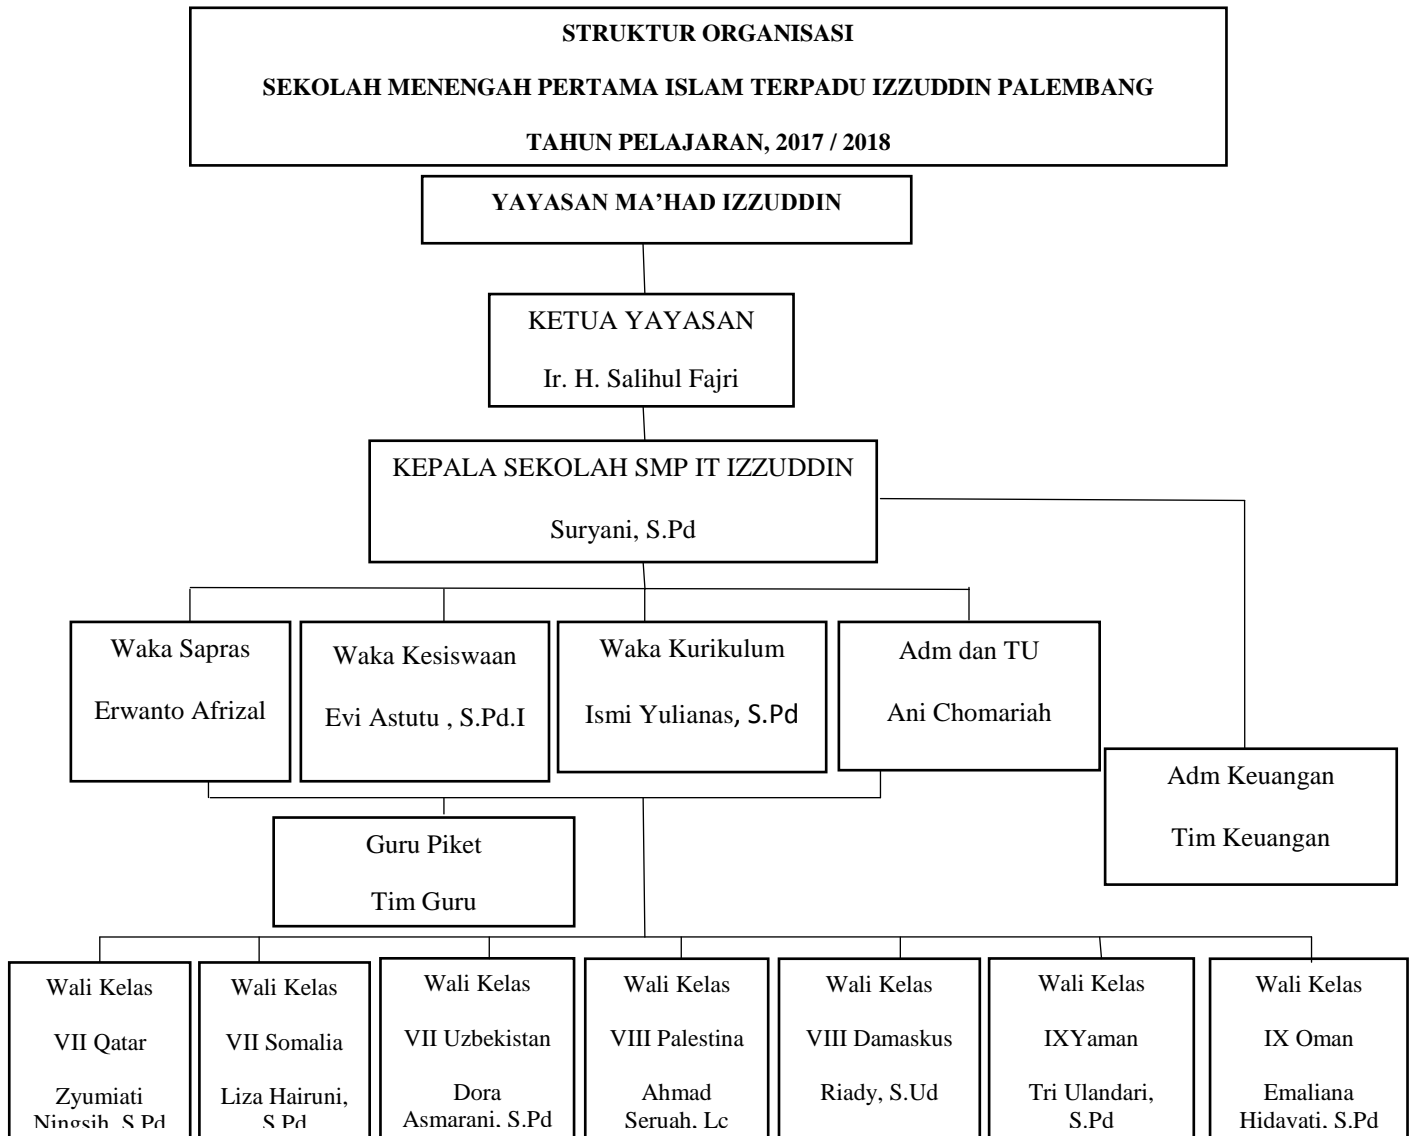 STRUKTUR ORGANISASI
SEKOLAH MENENGAH PERTAMA ISLAM TERPADU IZZUDDIN PALEMBANG
TAHUN PELAJARAN, 2017 / 2018
YAYASAN MA’HAD IZZUDDIN
KETUA YAYASAN
Ir. H. Salihul Fajri
KEPALA SEKOLAH SMP IT IZZUDDIN
Suryani, S.Pd
Waka Sapras
Erwanto Afrizal
Waka Kesiswaan
Evi Astutu , S.Pd.I
Waka Kurikulum
Ismi Yulianas, S.Pd
Adm dan TU
Ani Chomariah
Adm Keuangan
Tim Keuangan
Guru Piket
Tim Guru
Wali Kelas
VII Qatar
Zyumiati
Ningsih, S.Pd
Wali Kelas
VII Somalia
Liza Hairuni,
S.Pd
Wali Kelas
VII Uzbekistan
Dora
Asmarani, S.Pd
Wali Kelas
VIII Palestina
Ahmad
Seruah, Lc
Wali Kelas
VIII Damaskus
Riady, S.Ud
Wali Kelas
IXYaman
Tri Ulandari,
S.Pd
Wali Kelas
IX Oman
Emaliana
Hidayati, S.Pd